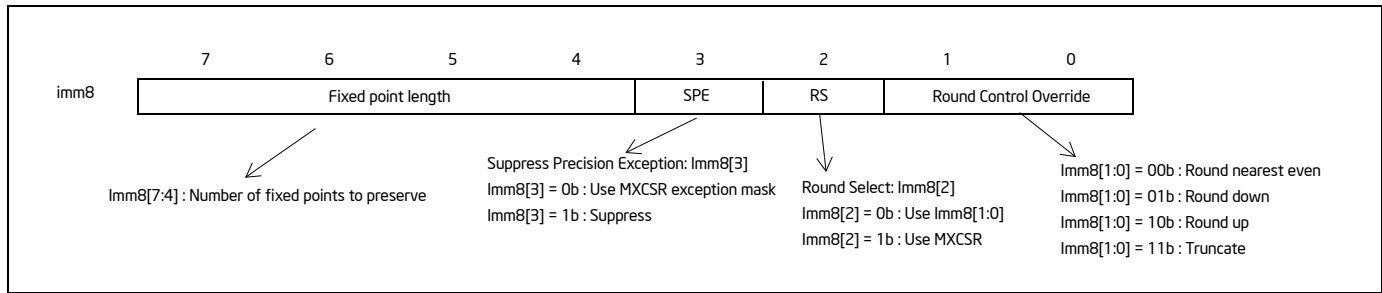 7 6 5 4 3 2 1 0
imm8 Fixed point length SPE RS Round Control Override
Imm8[7:4] : Number of fixed points to preserve
Suppress Precision Exception: Imm8[3]
Imm8[3] = 0b : Use MXCSR exception mask
Imm8[3] = 1b : Suppress
Round Select: Imm8[2]
Imm8[2] = 0b : Use Imm8[1:0]
Imm8[2] = 1b : Use MXCSR
Imm8[1:0] = 00b : Round nearest even
Imm8[1:0] = 01b : Round down
Imm8[1:0] = 10b : Round up
Imm8[1:0] = 11b : Truncate